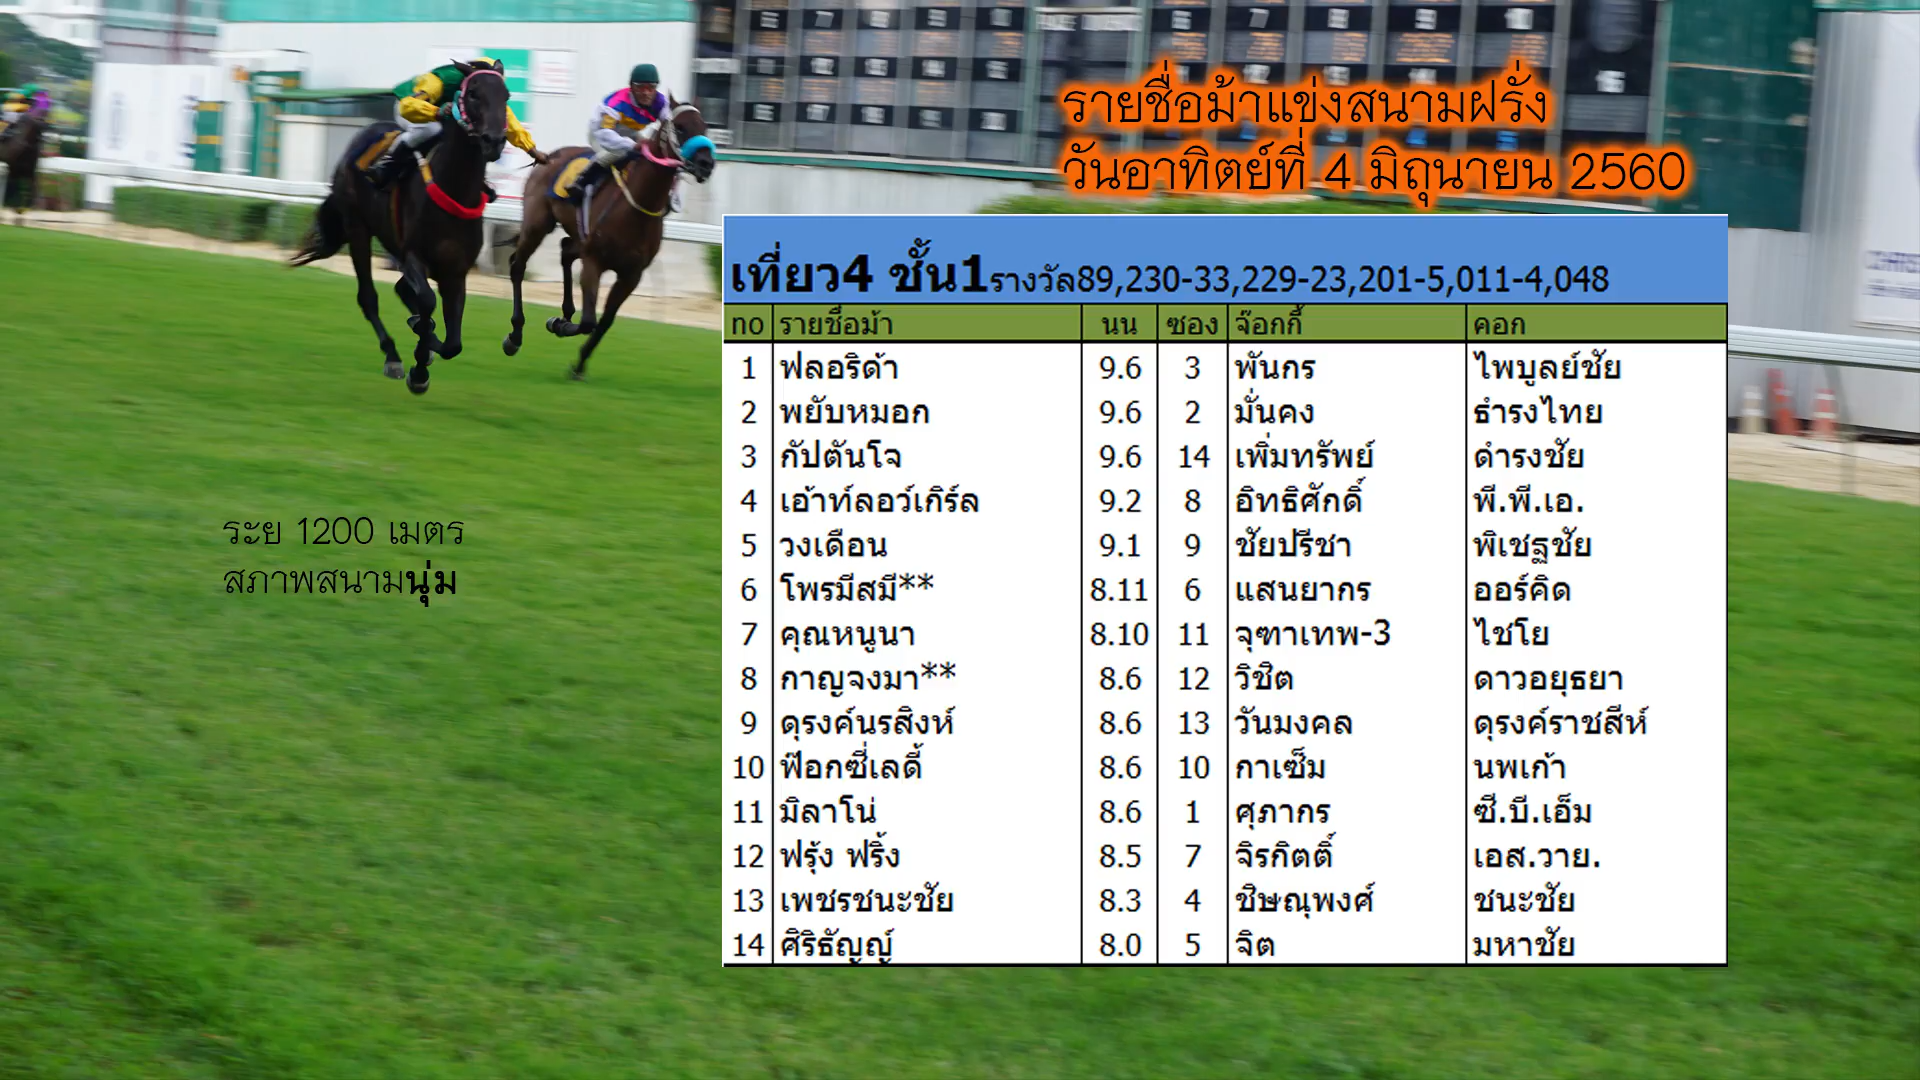 รายชื่อม้าแข่งสนามฝรั่ง
วันอาทิตย์ที่ 4 มิถุนายน 2560
เที่ยว4 ชั้น1รางวัล89,230-33,229-23,201-5,011-4,048
no รายชื่อม้า นน ซอง จ๊อกกี้ คอก
1 ฟลอริด้า 9.6 3 พันกร ไพบูลย์ชัย
2 พยับหมอก 9.6 2 มั่นคง ธำรงไทย
3 กัปตันโจ 9.6 14 เพิ่มทรัพย์ ดำรงชัย
4 เอ้าท์ลอว์เกิร์ล 9.2 8 อิทธิศักดิ์ พี.พี.เอ.
5 วงเดือน 9.1 9 ชัยปรีชา พิเชฐชัย
6 โพรมีสมี** 8.11 6 แสนยากร ออร์คิด
7 คุณหนูนา 8.10 11 จุฑาเทพ-3 ไชโย
8 กาญจงมา** 8.6 12 วิชิต ดาวอยุธยา
9 ดุรงค์นรสิงห์ 8.6 13 วันมงคล ดุรงค์ราชสีห์
10 ฟ๊อกซี่เลดี้ 8.6 10 กาเซ็ม นพเก้า
11 มิลาโน่ 8.6 1 ศุภากร ซี.บี.เอ็ม
12 ฟรุ้ง ฟริ้ง 8.5 7 จิรกิตติ์ เอส.วาย.
13 เพชรชนะชัย 8.3 4 ชิษณุพงศ์ ชนะชัย
14 ศิริธัญญ์ 8.0 5 จิต มหาชัย
ระย 1200 เมตร
สภาพสนามนุ่ม